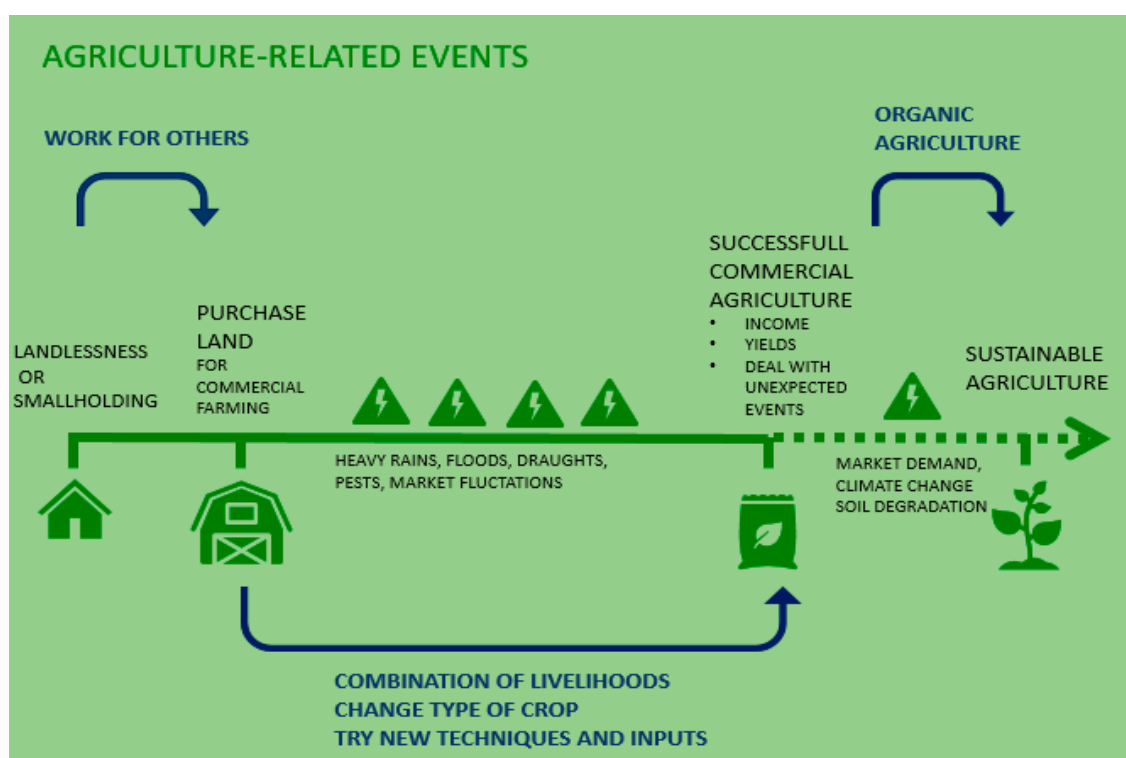 AGRICULTURE-RELATED EVENTS
WORK FOR OTHERS
ORGANIC
AGRICULTURE
LANDLESSNESS
OR
SMALLHOLDING
PURCHASE
LAND
FOR
COMMERCIAL
FARMING
HEAVY RAINS, FLOODS, DRAUGHTS,
PESTS, MARKET FLUCTATIONS
SUCCESSFULL
COMMERCIAL
AGRICULTURE
• INCOME
• YIELDS
• DEAL WITH
UNEXPECTED
EVENTS
MARKET DEMAND,
CLIMATE CHANGE
SOIL DEGRADATION
SUSTAINABLE
AGRICULTURE
COMBINATION OF LIVELIHOODS
CHANGE TYPE OF CROP
TRY NEW TECHNIQUES AND INPUTS